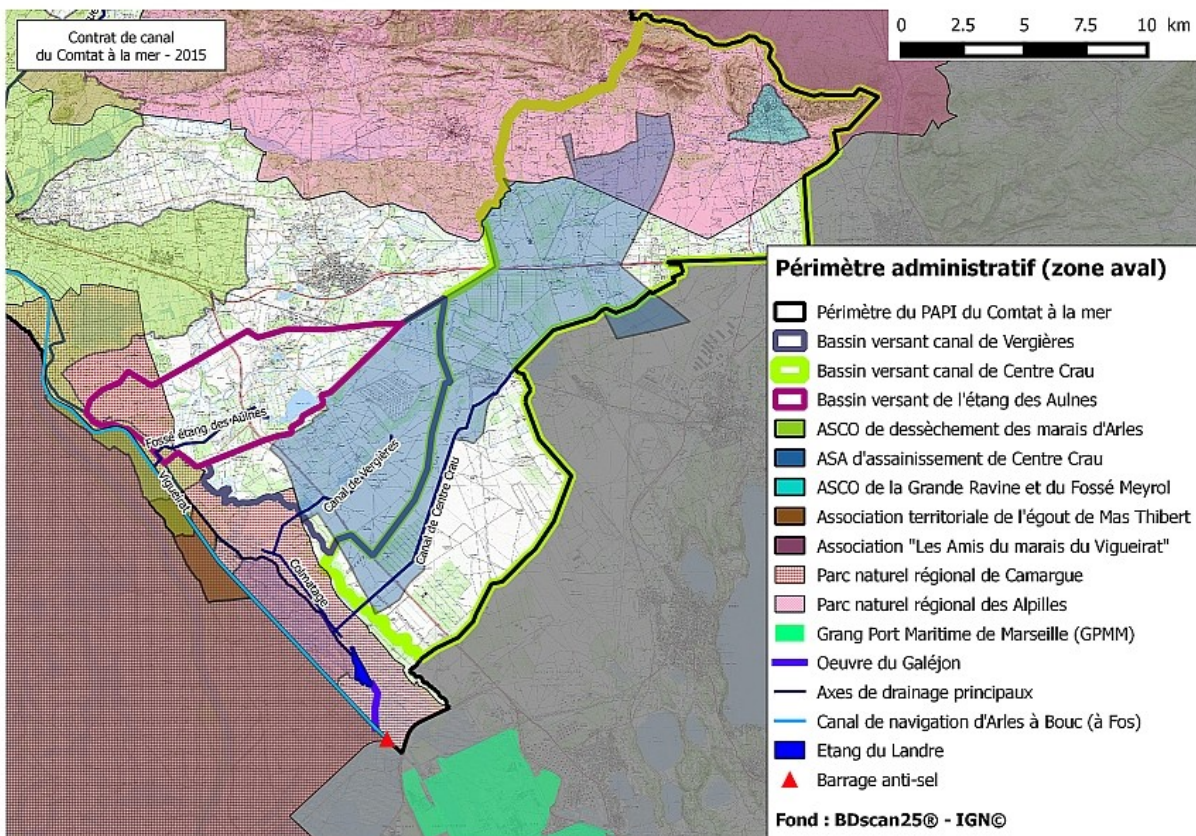 Contrat de canal
du Comtat à la mer - 2015
0 2.5 5 7.5 10 km
Périmètre administratif (zone aval)
Périmètre du PAPI du Comtat à la mer
Bassin versant canal de Vergières
Bassin versant canal de Centre Crau
Bassin versant de l'étang des Aulnes
ASCO de dessèchement des marais d'Arles
ASA d'assainissement de Centre Crau
ASCO de la Grande Ravine et du Fossé Meyrol
Association territoriale de l'égout de Mas Thibert
Association "Les Amis du marais du Vigueirat"
Parc naturel régional de Camargue
Parc naturel régional des Alpilles
Grang Port Maritime de Marseille (GPMM)
Oeuvre du Galéjon
Axes de drainage principaux
Canal de navigation d'Arles à Bouc (à Fos)
Etang du Landre
Barrage anti-sel
Fond : BDscan25® - IGN©
Fossé étang des Aulnes
Vigueirat
Canal de Vergières
Canal de Centre Crau
Colmatage